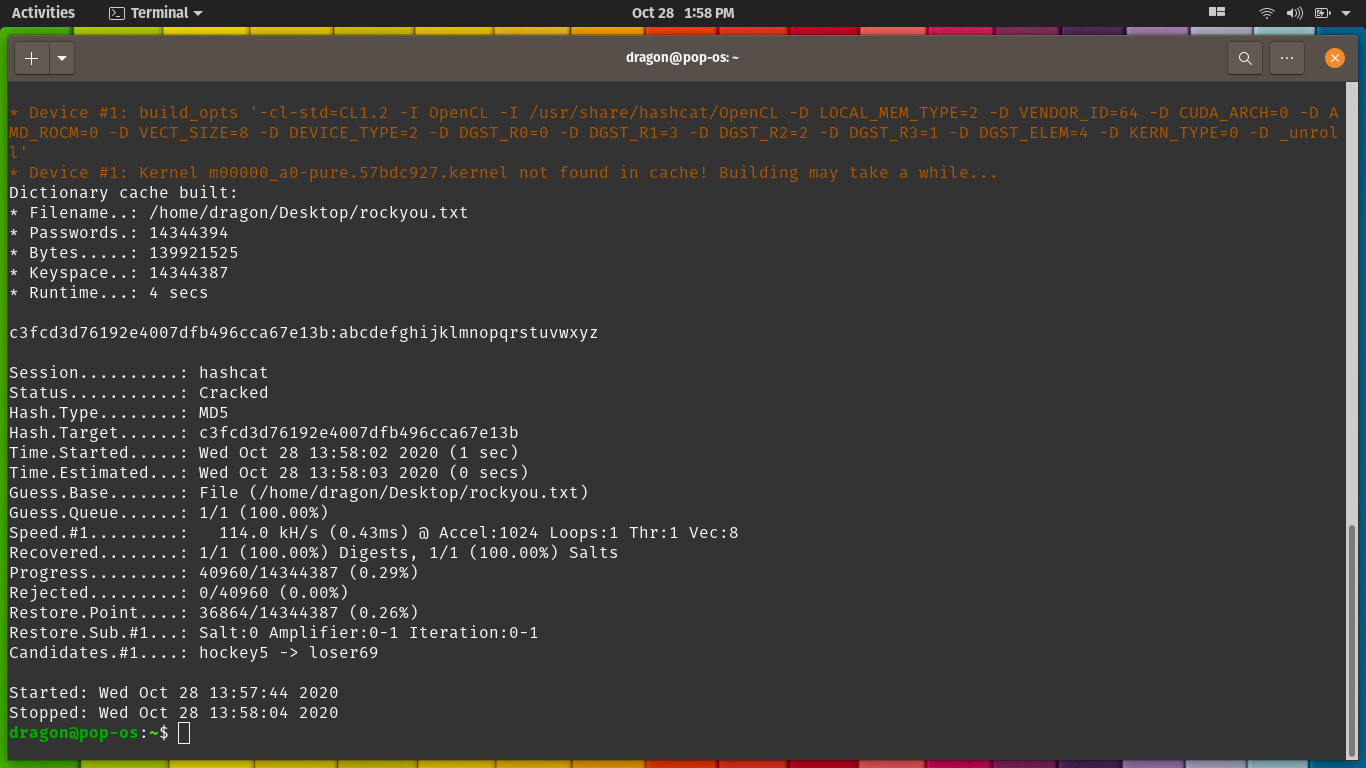 Activities Terminal Oct 28 1:58 PM
dragon@pop-os: ~
* Device #1: build_opts '-cl-std=CL1.2 -I OpenCL -I /usr/share/hashcat/OpenCL -D LOCAL_MEM_TYPE=2 -D VENDOR_ID=64 -D CUDA_ARCH=0 -D A
MD_ROCM=0 -D VECT_SIZE=8 -D DEVICE_TYPE=2 -D DGST_R0=0 -D DGST_R1=3 -D DGST_R2=2 -D DGST_R3=1 -D DGST_ELEM=4 -D KERN_TYPE=0 -D _unrol
l'
* Device #1: Kernel m00000_a0-pure.57bdc927.kernel not found in cache! Building may take a while...
Dictionary cache built:
* Filename..: /home/dragon/Desktop/rockyou.txt
* Passwords.: 14344394
* Bytes.....: 139921525
* Keyspace..: 14344387
* Runtime...: 4 secs
c3fcd3d76192e4007dfb496cca67e13b:abcdefghijklmnopqrstuvwxyz
Session..........: hashcat
Status...........: Cracked
Hash.Type........: MD5
Hash.Target......: c3fcd3d76192e4007dfb496cca67e13b
Time.Started.....: Wed Oct 28 13:58:02 2020 (1 sec)
Time.Estimated...: Wed Oct 28 13:58:03 2020 (0 secs)
Guess.Base.......: File (/home/dragon/Desktop/rockyou.txt)
Guess.Queue......: 1/1 (100.00%)
Speed.#1.........:   114.0 kH/s (0.43ms) @ Accel:1024 Loops:1 Thr:1 Vec:8
Recovered........: 1/1 (100.00%) Digests, 1/1 (100.00%) Salts
Progress.........: 40960/14344387 (0.29%)
Rejected.........: 0/40960 (0.00%)
Restore.Point....: 36864/14344387 (0.26%)
Restore.Sub.#1...: Salt:0 Amplifier:0-1 Iteration:0-1
Candidates.#1....: hockey5 -> loser69
Started: Wed Oct 28 13:57:44 2020
Stopped: Wed Oct 28 13:58:04 2020
dragon@pop-os:~$